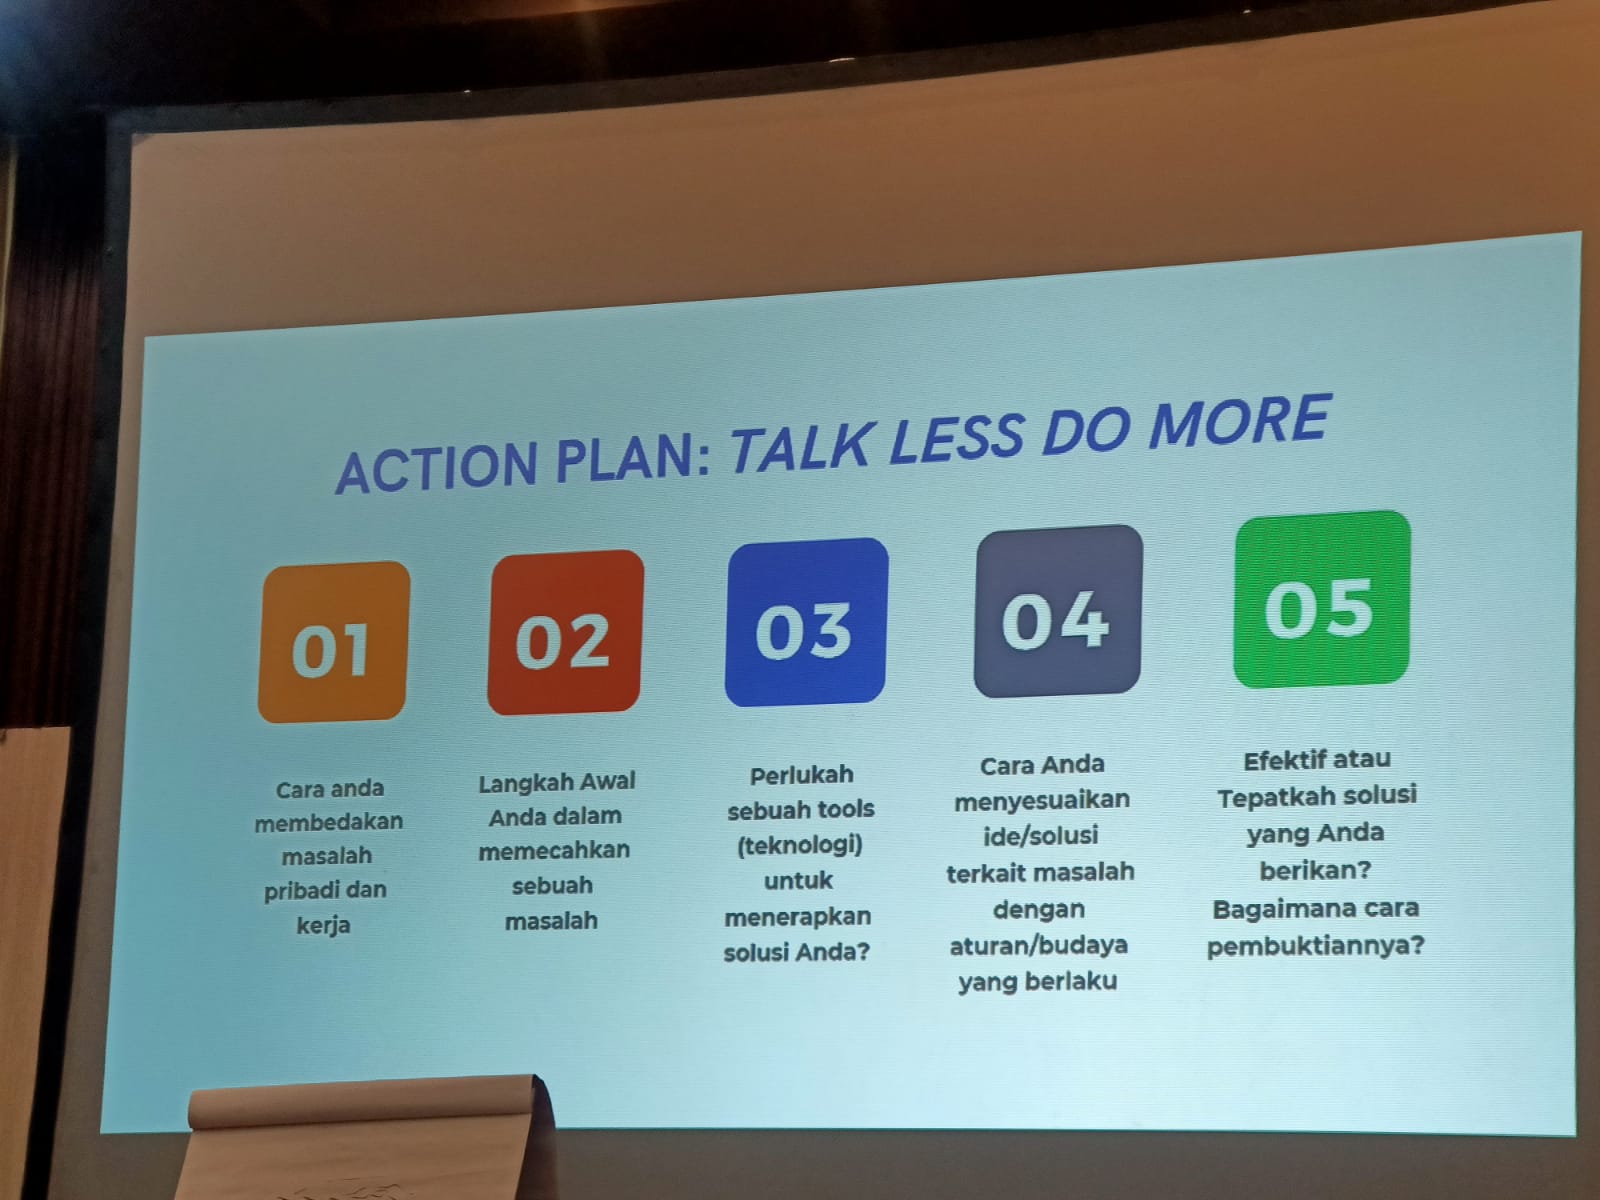 ACTION PLAN: TALK LESS DO MORE
01
Cara anda
membedakan
masalah
pribadi dan
kerja
02
Langkah Awal
Anda dalam
memecahkan
sebuah
masalah
03
Perlukah
sebuah tools
(teknologi)
untuk
menerapkan
solusi Anda?
04
Cara Anda
menyesuaikan
ide/solusi
terkait masalah
dengan
aturan/budaya
yang berlaku
05
Efektif atau
Tepatkah solusi
yang Anda
berikan?
Bagaimana cara
pembuktiannya?